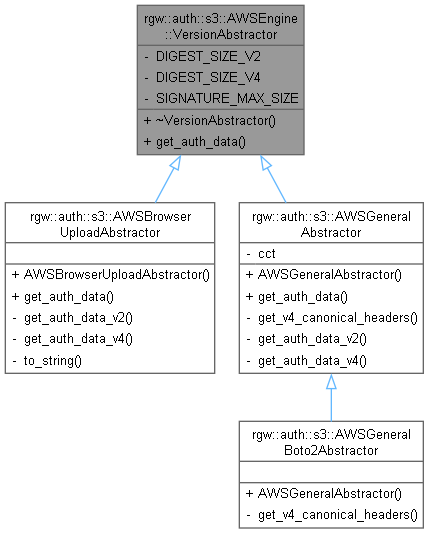 rgw::auth::s3::AWSEngine
::VersionAbstractor
- DIGEST_SIZE_V2
- DIGEST_SIZE_V4
- SIGNATURE_MAX_SIZE
+ ~VersionAbstractor()
+ get_auth_data()
rgw::auth::s3::AWSBrowser
UploadAbstractor
+ AWSBrowserUploadAbstractor()
+ get_auth_data()
- get_auth_data_v2()
- get_auth_data_v4()
- to_string()
rgw::auth::s3::AWSGeneral
Abstractor
- cct
+ AWSGeneralAbstractor()
+ get_auth_data()
- get_v4_canonical_headers()
- get_auth_data_v2()
- get_auth_data_v4()
rgw::auth::s3::AWSGeneral
Boto2Abstractor
+ AWSGeneralAbstractor()
- get_v4_canonical_headers()